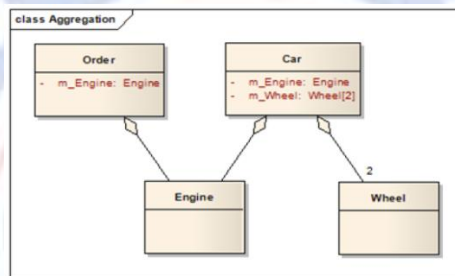 class Aggregation
Order
- m_Engine: Engine
Car
- m_Engine: Engine
- m_Wheel: Wheel[2]
2
Engine
Wheel